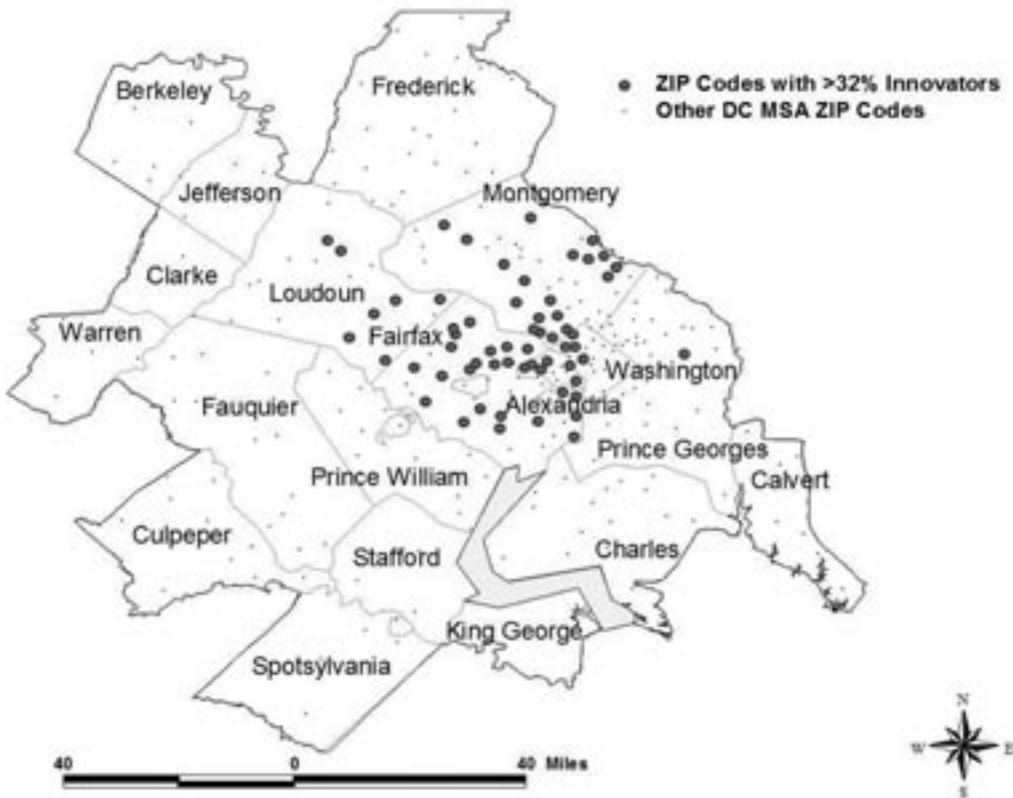 Frederick
Berkeley
ZIP Codes with >32% Innovators
Other DC MSA ZIP Codes
Jefferson
Montgomery
Clarke
Loudoun
Warren
Fairfax
Washington
Fauquier
Alexandria
Prince Georges
Prince William
Calvert
Culpeper
Stafford
Charles
King George
Spotsylvania
N
W E
S
40 0 40 Miles